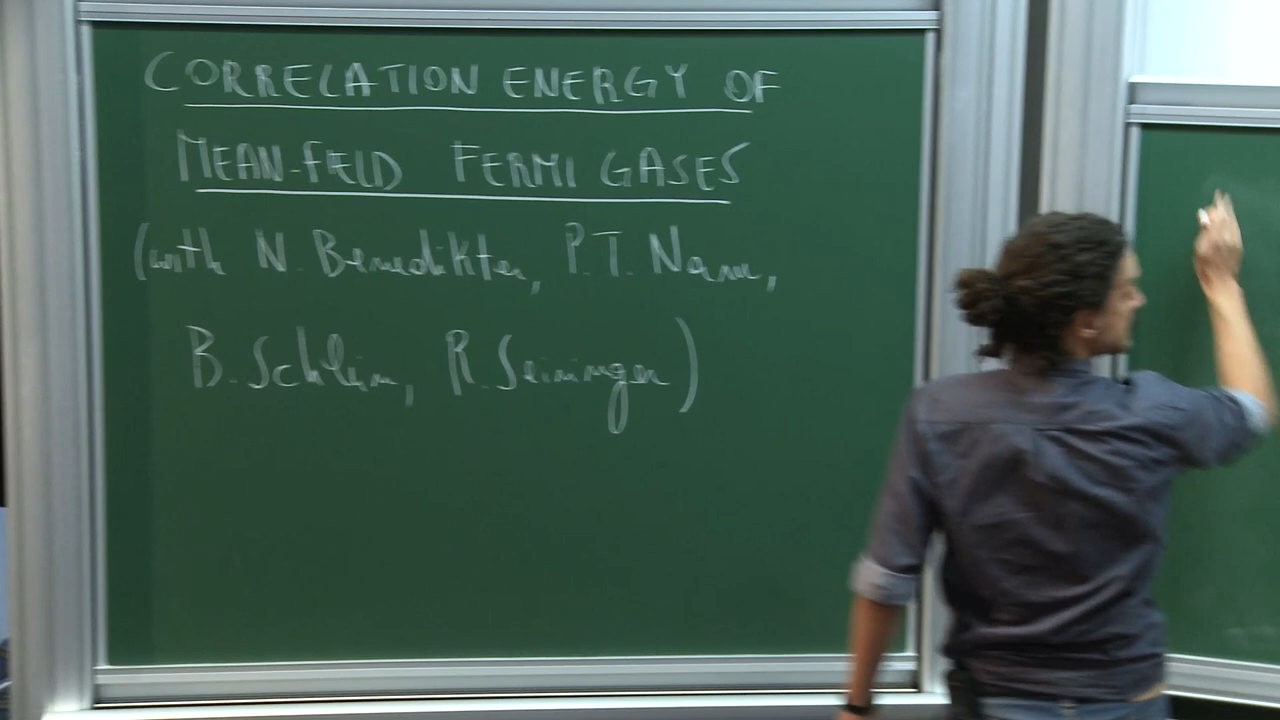 CORRELATION ENERGY OF
MEAN-FIELD FERMI GASES
(with N. Benedikter, P.T. Nam,
B. Schlein, R. Seiringer)